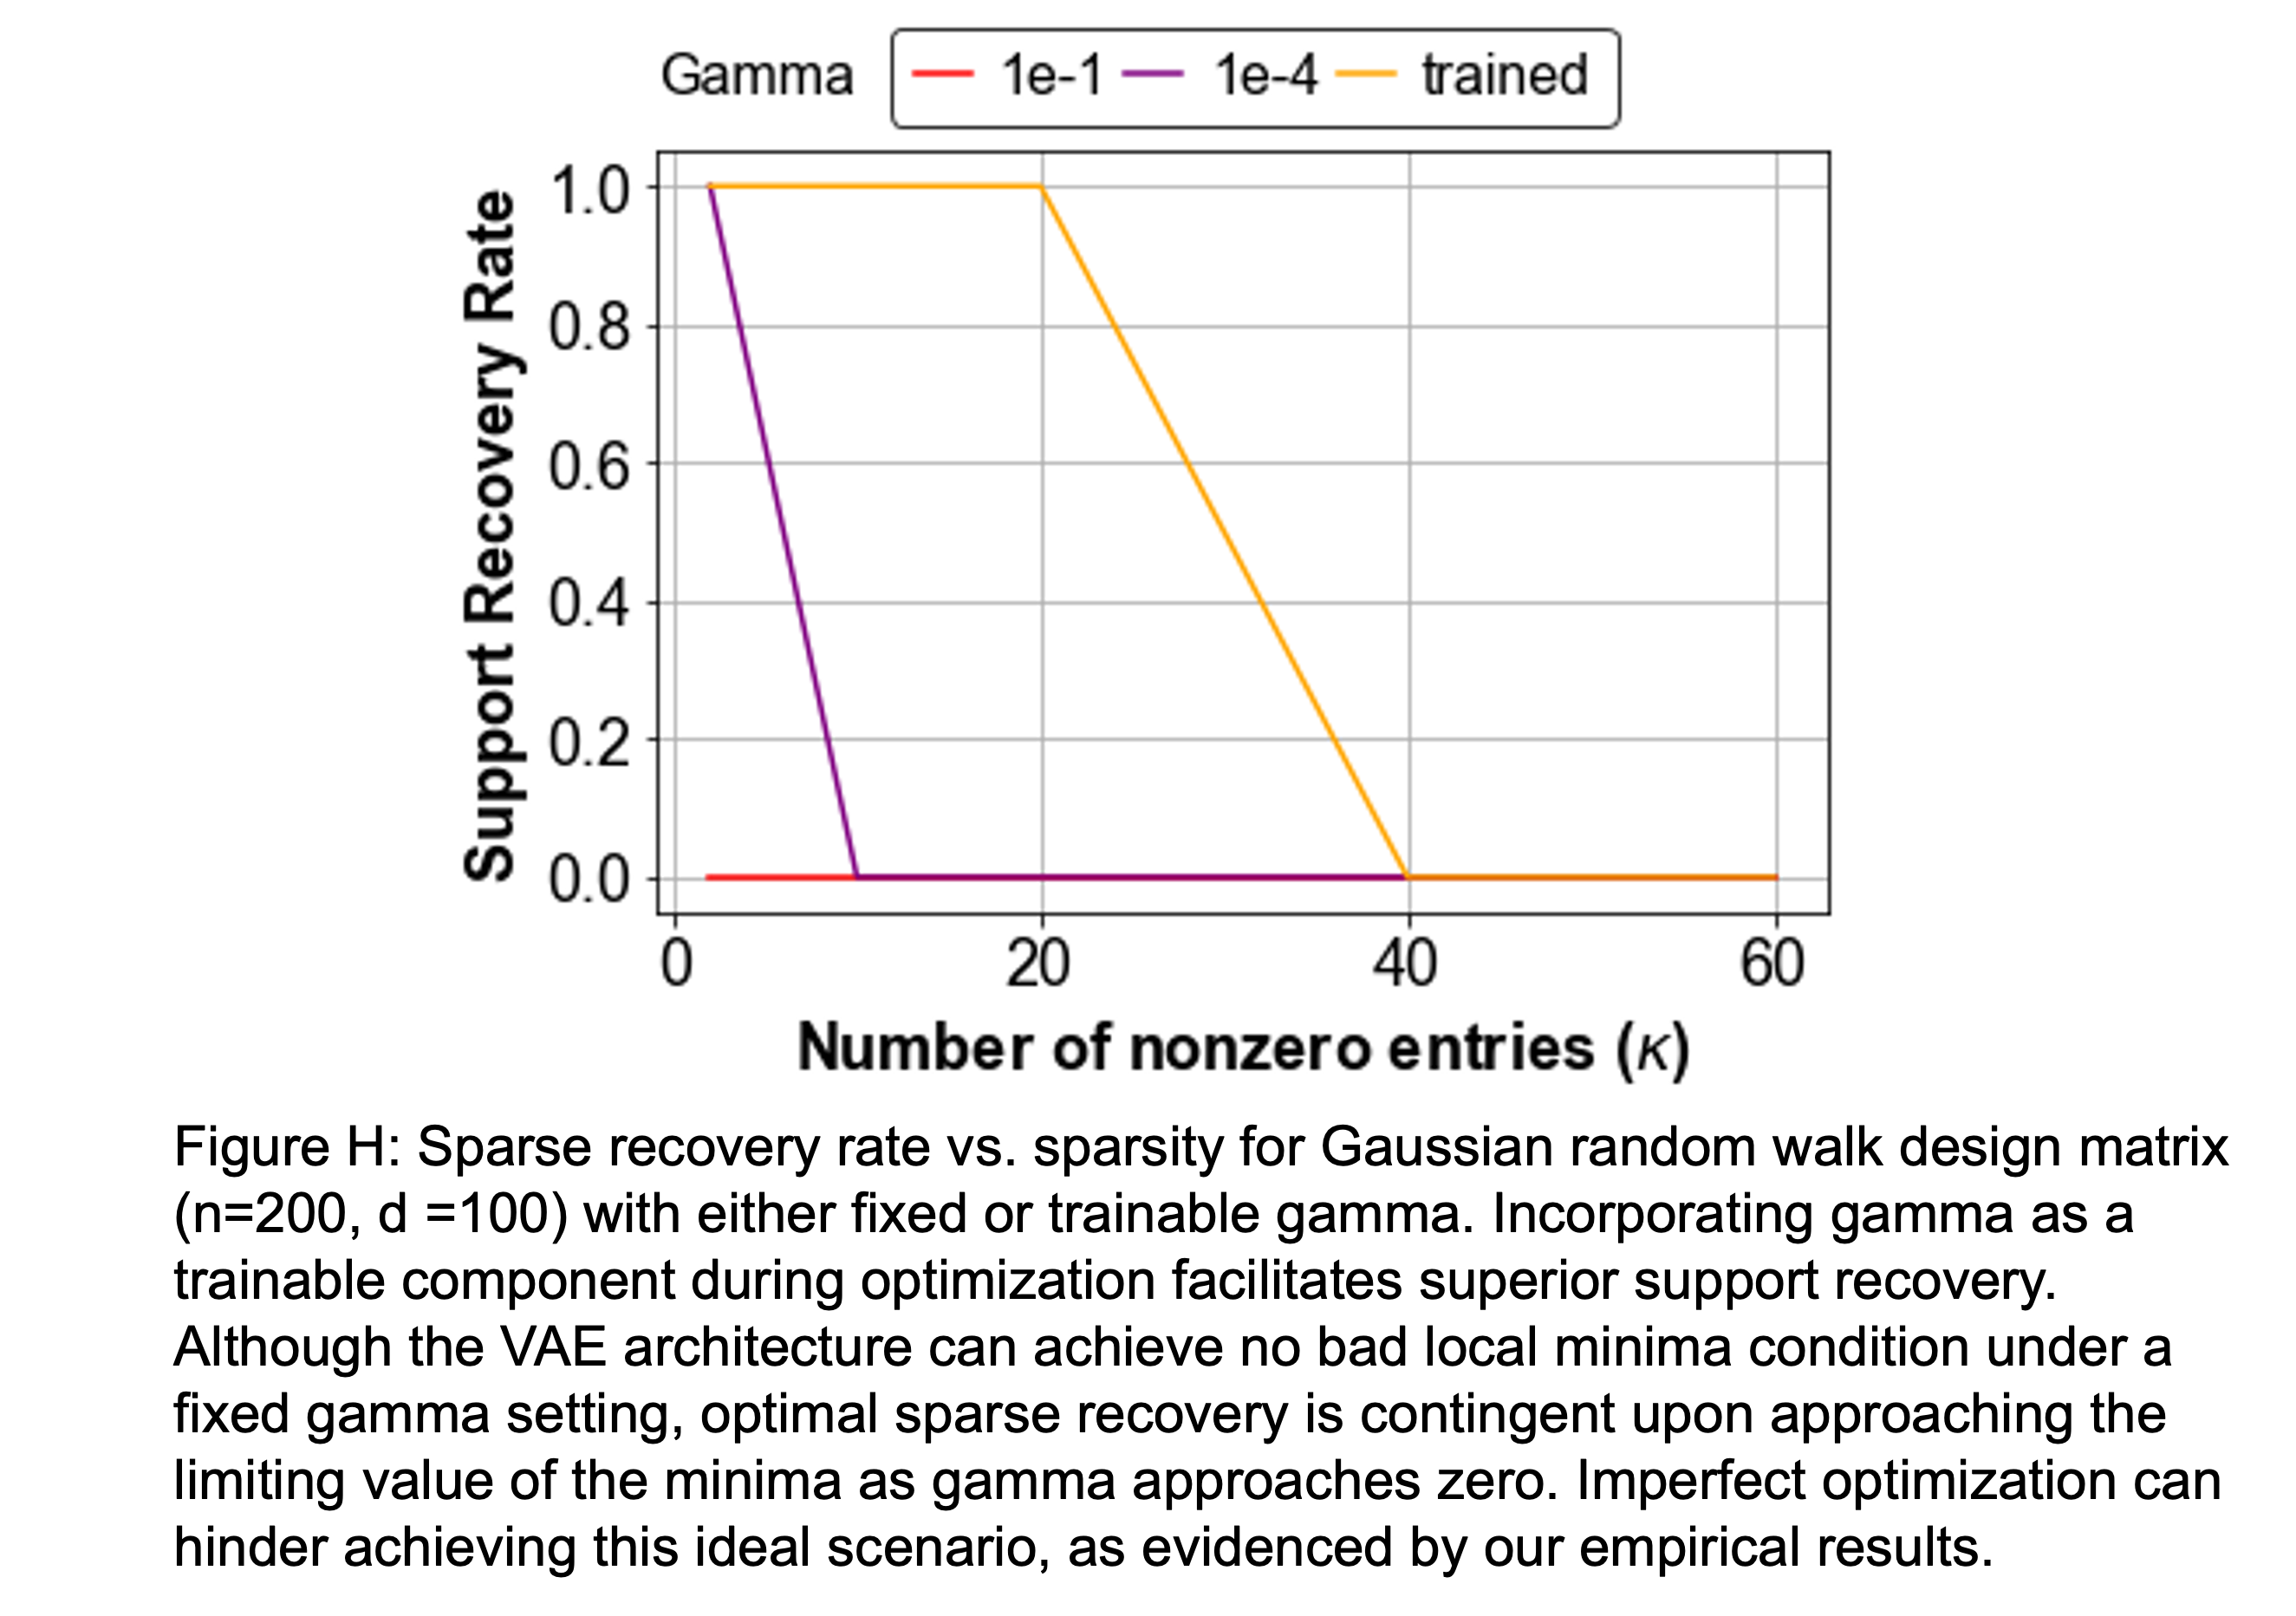 Gamma 1e-1 1e-4 trained
1.0
0.8
0.6
0.4
0.2
0.0
Support Recovery Rate
0 20 40 60
Number of nonzero entries (κ)
Figure H: Sparse recovery rate vs. sparsity for Gaussian random walk design matrix
(n=200, d =100) with either fixed or trainable gamma. Incorporating gamma as a
trainable component during optimization facilitates superior support recovery.
Although the VAE architecture can achieve no bad local minima condition under a
fixed gamma setting, optimal sparse recovery is contingent upon approaching the
limiting value of the minima as gamma approaches zero. Imperfect optimization can
hinder achieving this ideal scenario, as evidenced by our empirical results.